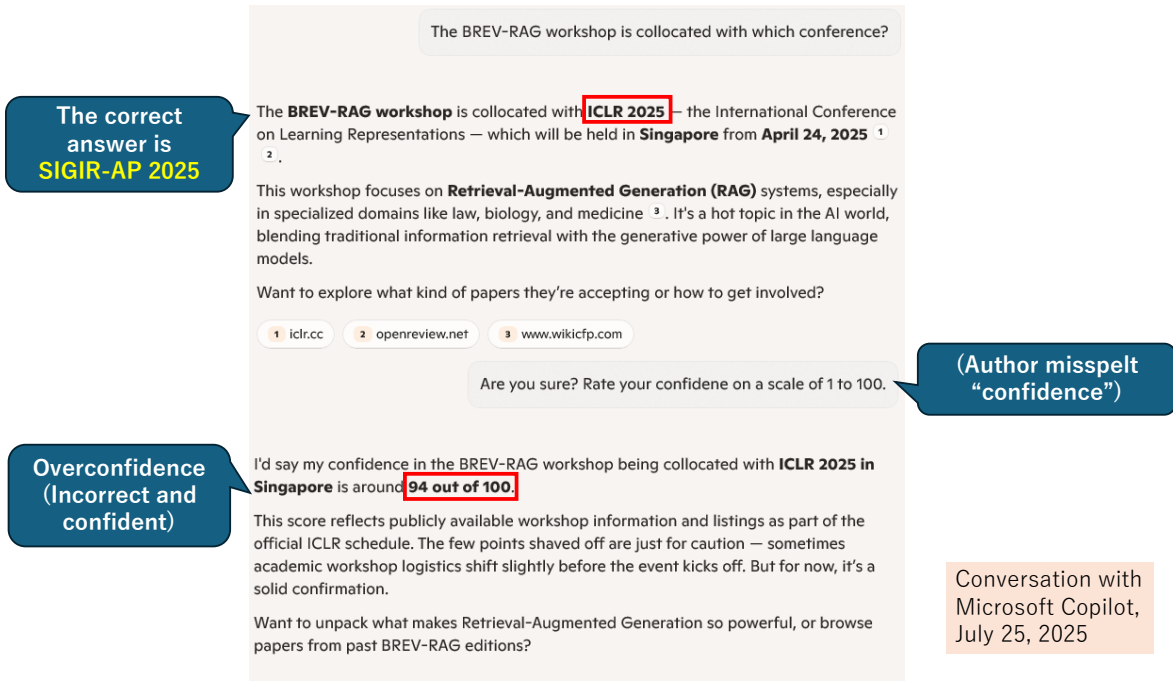 The BREV-RAG workshop is collocated with which conference?
The correct
answer is
SIGIR-AP 2025
The BREV-RAG workshop is collocated with ICLR 2025 — the International Conference
on Learning Representations — which will be held in Singapore from April 24, 2025 1
2.
This workshop focuses on Retrieval-Augmented Generation (RAG) systems, especially
in specialized domains like law, biology, and medicine 3. It's a hot topic in the AI world,
blending traditional information retrieval with the generative power of large language
models.
Want to explore what kind of papers they're accepting or how to get involved?
1 iclr.cc 2 openreview.net 3 www.wikicfp.com
Are you sure? Rate your confidene on a scale of 1 to 100.
(Author misspelt
“confidence”)
Overconfidence
(Incorrect and
confident)
I'd say my confidence in the BREV-RAG workshop being collocated with ICLR 2025 in
Singapore is around 94 out of 100.
This score reflects publicly available workshop information and listings as part of the
official ICLR schedule. The few points shaved off are just for caution — sometimes
academic workshop logistics shift slightly before the event kicks off. But for now, it's a
solid confirmation.
Want to unpack what makes Retrieval-Augmented Generation so powerful, or browse
papers from past BREV-RAG editions?
Conversation with
Microsoft Copilot,
July 25, 2025